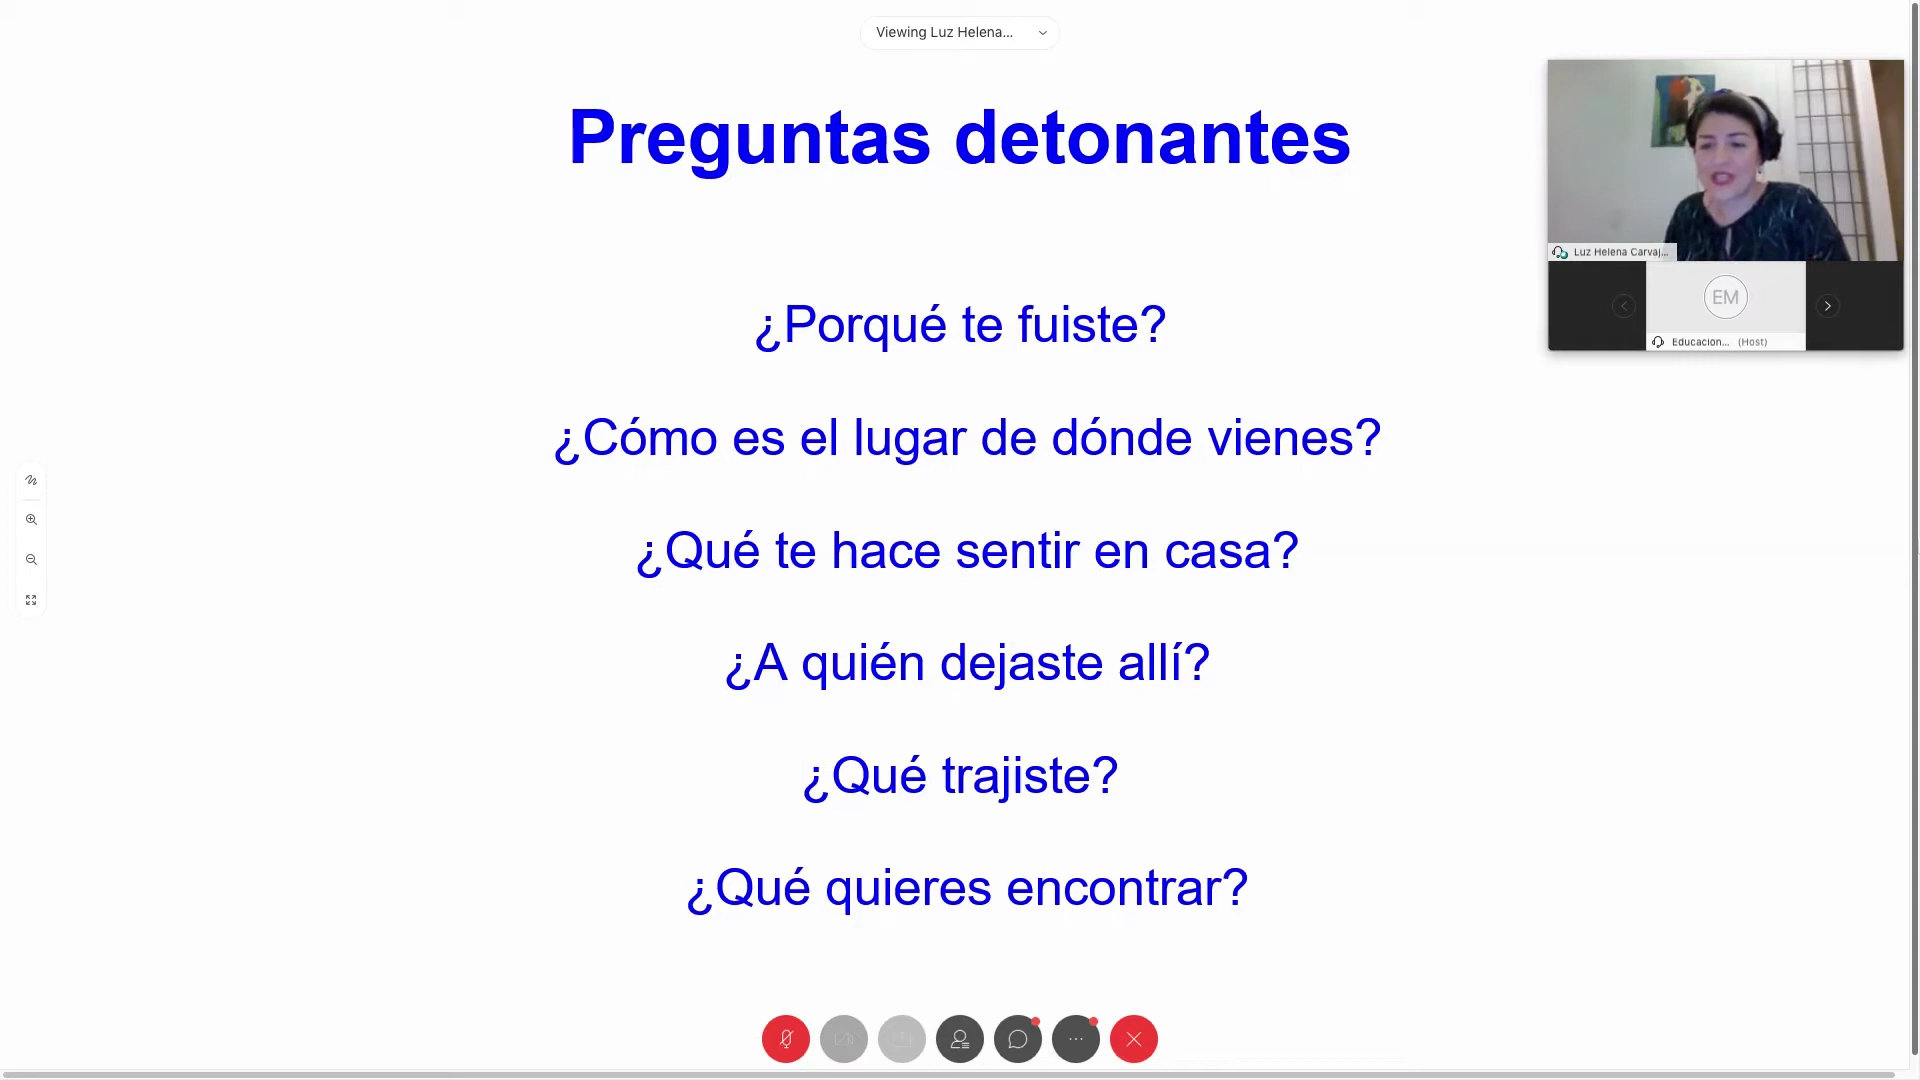 Viewing Luz Helena...
Preguntas detonantes
Luz Helena Carvaj...
EM
Educacion... (Host)
¿Porqué te fuiste?
¿Cómo es el lugar de dónde vienes?
¿Qué te hace sentir en casa?
¿A quién dejaste allí?
¿Qué trajiste?
¿Qué quieres encontrar?